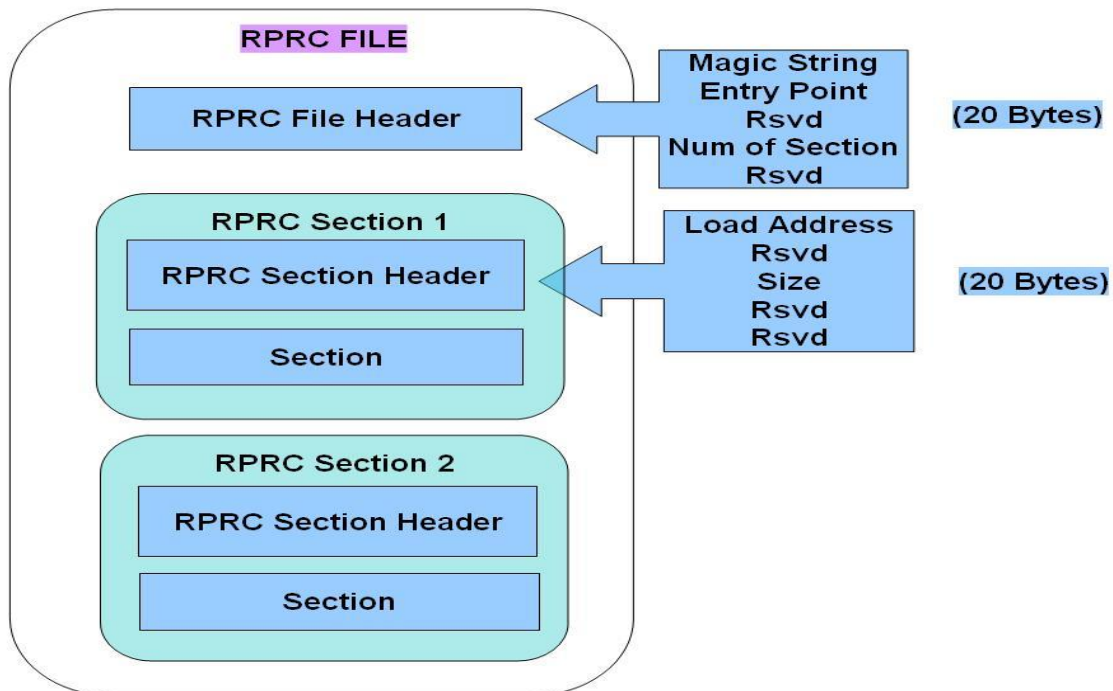 RPRC FILE
RPRC File Header
Magic String
Entry Point
Rsvd
Num of Section
Rsvd
(20 Bytes)
RPRC Section 1
RPRC Section Header
Section
Load Address
Rsvd
Size
Rsvd
Rsvd
(20 Bytes)
RPRC Section 2
RPRC Section Header
Section